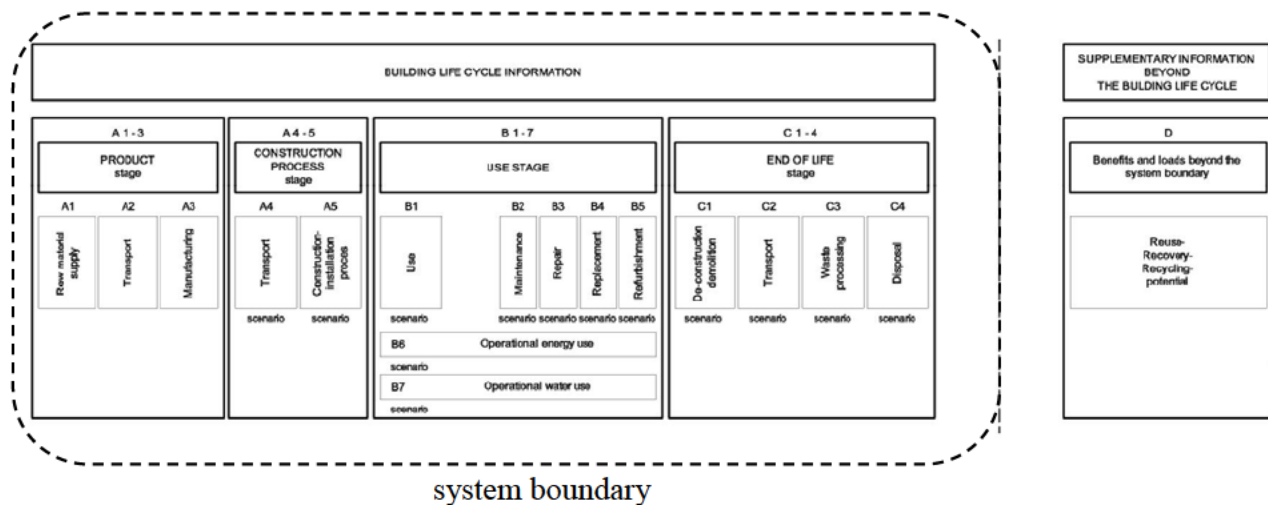 BUILDING LIFE CYCLE INFORMATION
SUPPLEMENTARY INFORMATION
BEYOND
THE BULDING LIFE CYCLE
A 1 - 3
PRODUCT
stage
A1
A2
A3
Raw material
supply
Transport
Manufacturing
A 4 - 5
CONSTRUCTION
PROCESS
stage
A4
A5
Transport
Construction-
installation
proces
scenario
scenario
B 1 - 7
USE STAGE
B1
B2
B3
B4
B5
Use
Maintenance
Repair
Replacement
Refurbishment
scenario
scenario
scenario
scenario
scenario
B6
Operational energy use
scenario
B7
Operational water use
scenario
C 1 - 4
END OF LIFE
stage
C1
C2
C3
C4
De-construction
demolition
Transport
Waste
processing
Disposal
scenario
scenario
scenario
scenario
D
Benefits and loads beyond the
system boundary
Reuse-
Recovery-
Recycling-
potential
system boundary